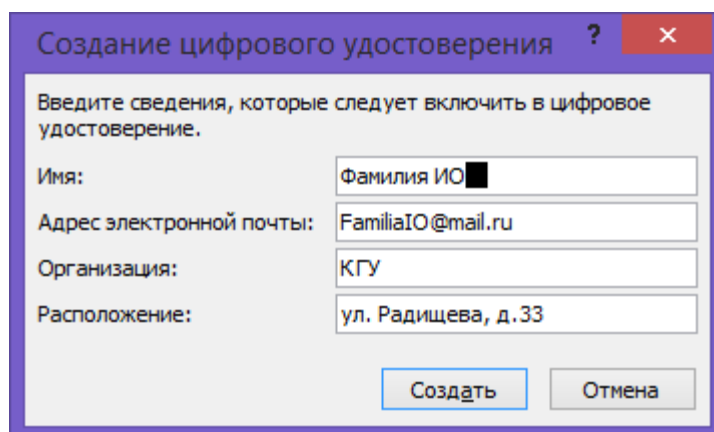 Создание цифрового удостоверения ? ×
Введите сведения, которые следует включить в цифровое
удостоверение.
Имя: Фамилия ИО
Адрес электронной почты: FamiliaIO@mail.ru
Организация: КГУ
Расположение: ул. Радищева, д.33
Создать Отмена